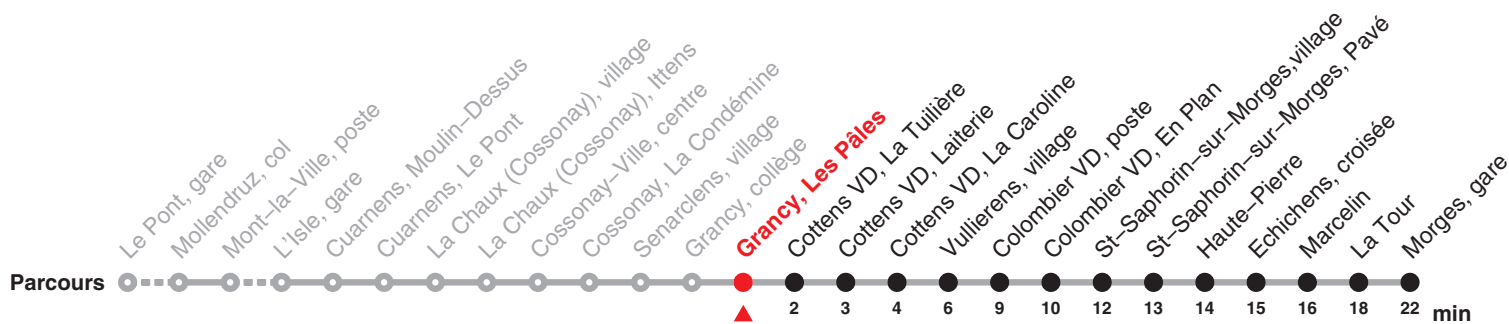 Le Pont, gare
Mollendruz, col
Mont–la–Ville, poste
L'Isle, gare
Cuarnens, Moulin–Dessus
Cuarnens, Le Pont
La Chaux (Cossonay), village
La Chaux (Cossonay), Ittens
Cossonay–Ville, centre
Cossonay, La Condémine
Senarclens, village
Grancy, collège
Grancy, Les Pâles
Cottens VD, La Tuilière
Cottens VD, Laiterie
Cottens VD, La Caroline
Vullierens, village
Colombier VD, poste
Colombier VD, En Plan
St–Saphorin–sur–Morges,village
St–Saphorin–sur–Morges, Pavé
Haute–Pierre
Echichens, croisée
Marcelin
La Tour
Morges, gare
Parcours
2 3 4 6 9 10 12 13 14 15 16 18 22 min